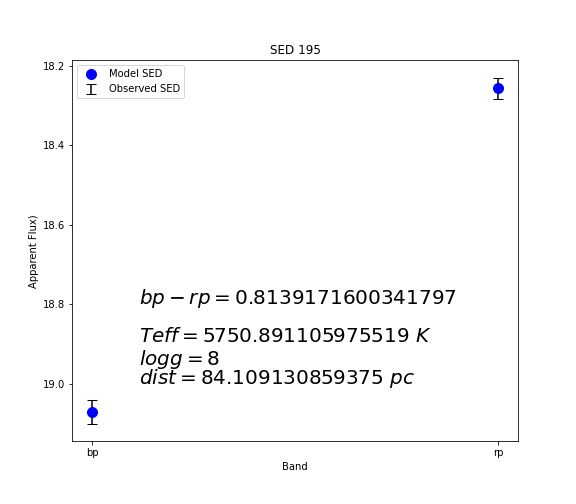 SED 195
Model SED
Observed SED
18.2
18.4
18.6
18.8
19.0
Apparent Flux)
bp − rp = 0.8139171600341797
Teff = 5750.891105975519 K
logg = 8
dist = 84.109130859375 pc
bp
rp
Band